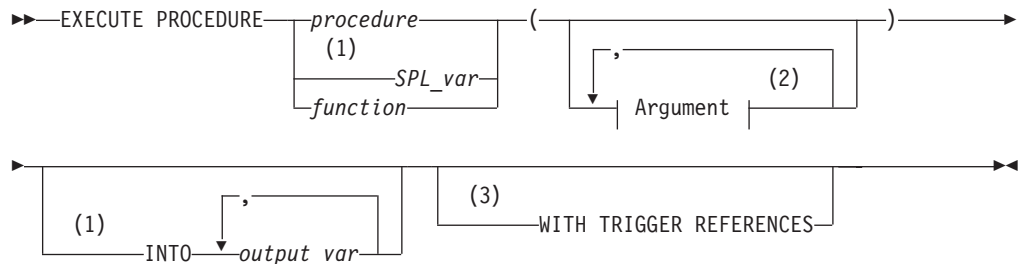 EXECUTE PROCEDURE procedure ( )
(1)
SPL_var
function
,
(2)
Argument
(1)
INTO output var
,
(3)
WITH TRIGGER REFERENCES